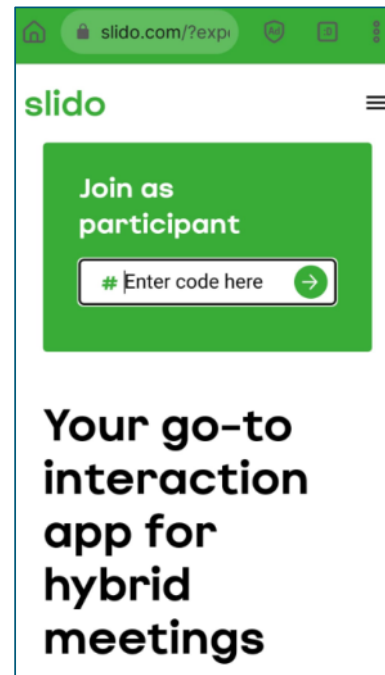 slido.com/?exp
slido
Join as
participant
# Enter code here
Your go-to
interaction
app for
hybrid
meetings